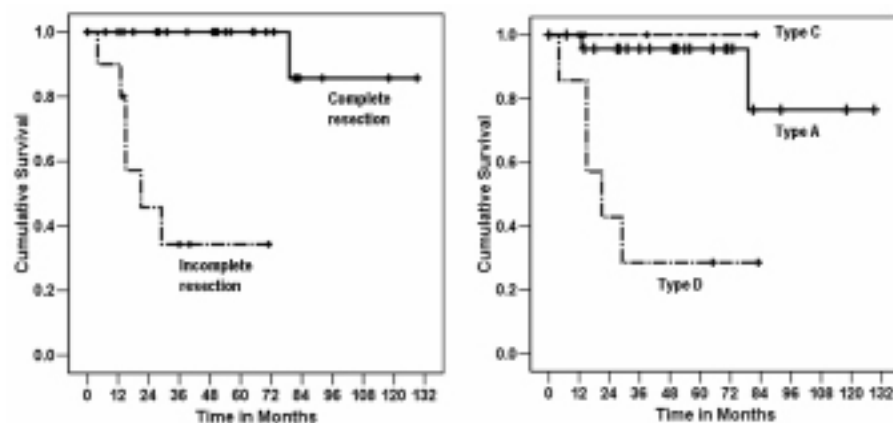 1.0
0.8
0.6
0.4
0.2
0.0
Cumulative Survival
Complete
resection
Incomplete
resection
0 12 24 36 48 60 72 84 96 108 120 132
Time in Months
1.0
0.8
0.6
0.4
0.2
0.0
Cumulative Survival
Type C
Type A
Type D
0 12 24 36 48 60 72 84 96 108 120 132
Time in Months